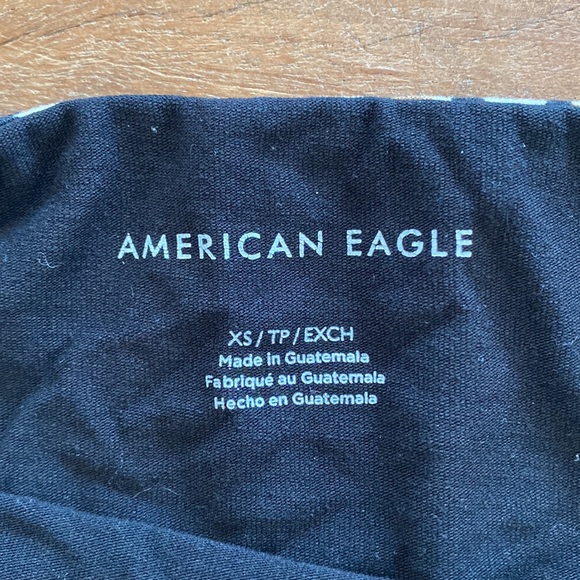 AMERICAN EAGLE
XS / TP / EXCH
Made in Guatemala
Fabriqué au Guatemala
Hecho en Guatemala